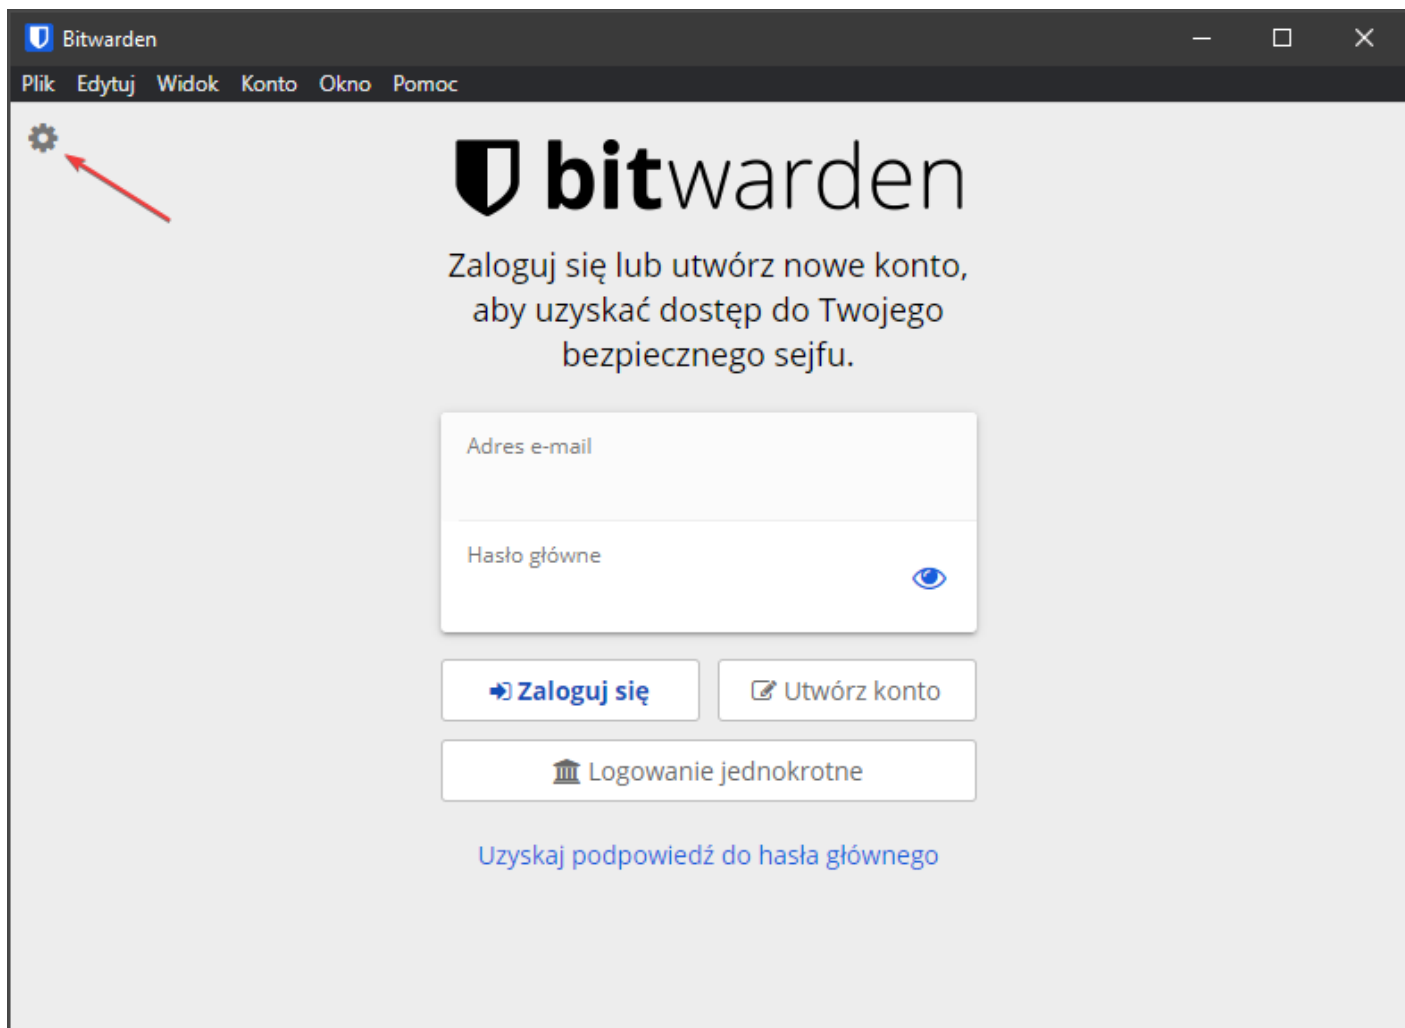 Bitwarden
Plik Edytuj Widok Konto Okno Pomoc
bitwarden
Zaloguj się lub utwórz nowe konto,
aby uzyskać dostęp do Twojego
bezpiecznego sejfu.
Adres e-mail
Hasło główne
Zaloguj się
Utwórz konto
Logowanie jednokrotne
Uzyskaj podpowiedź do hasła głównego